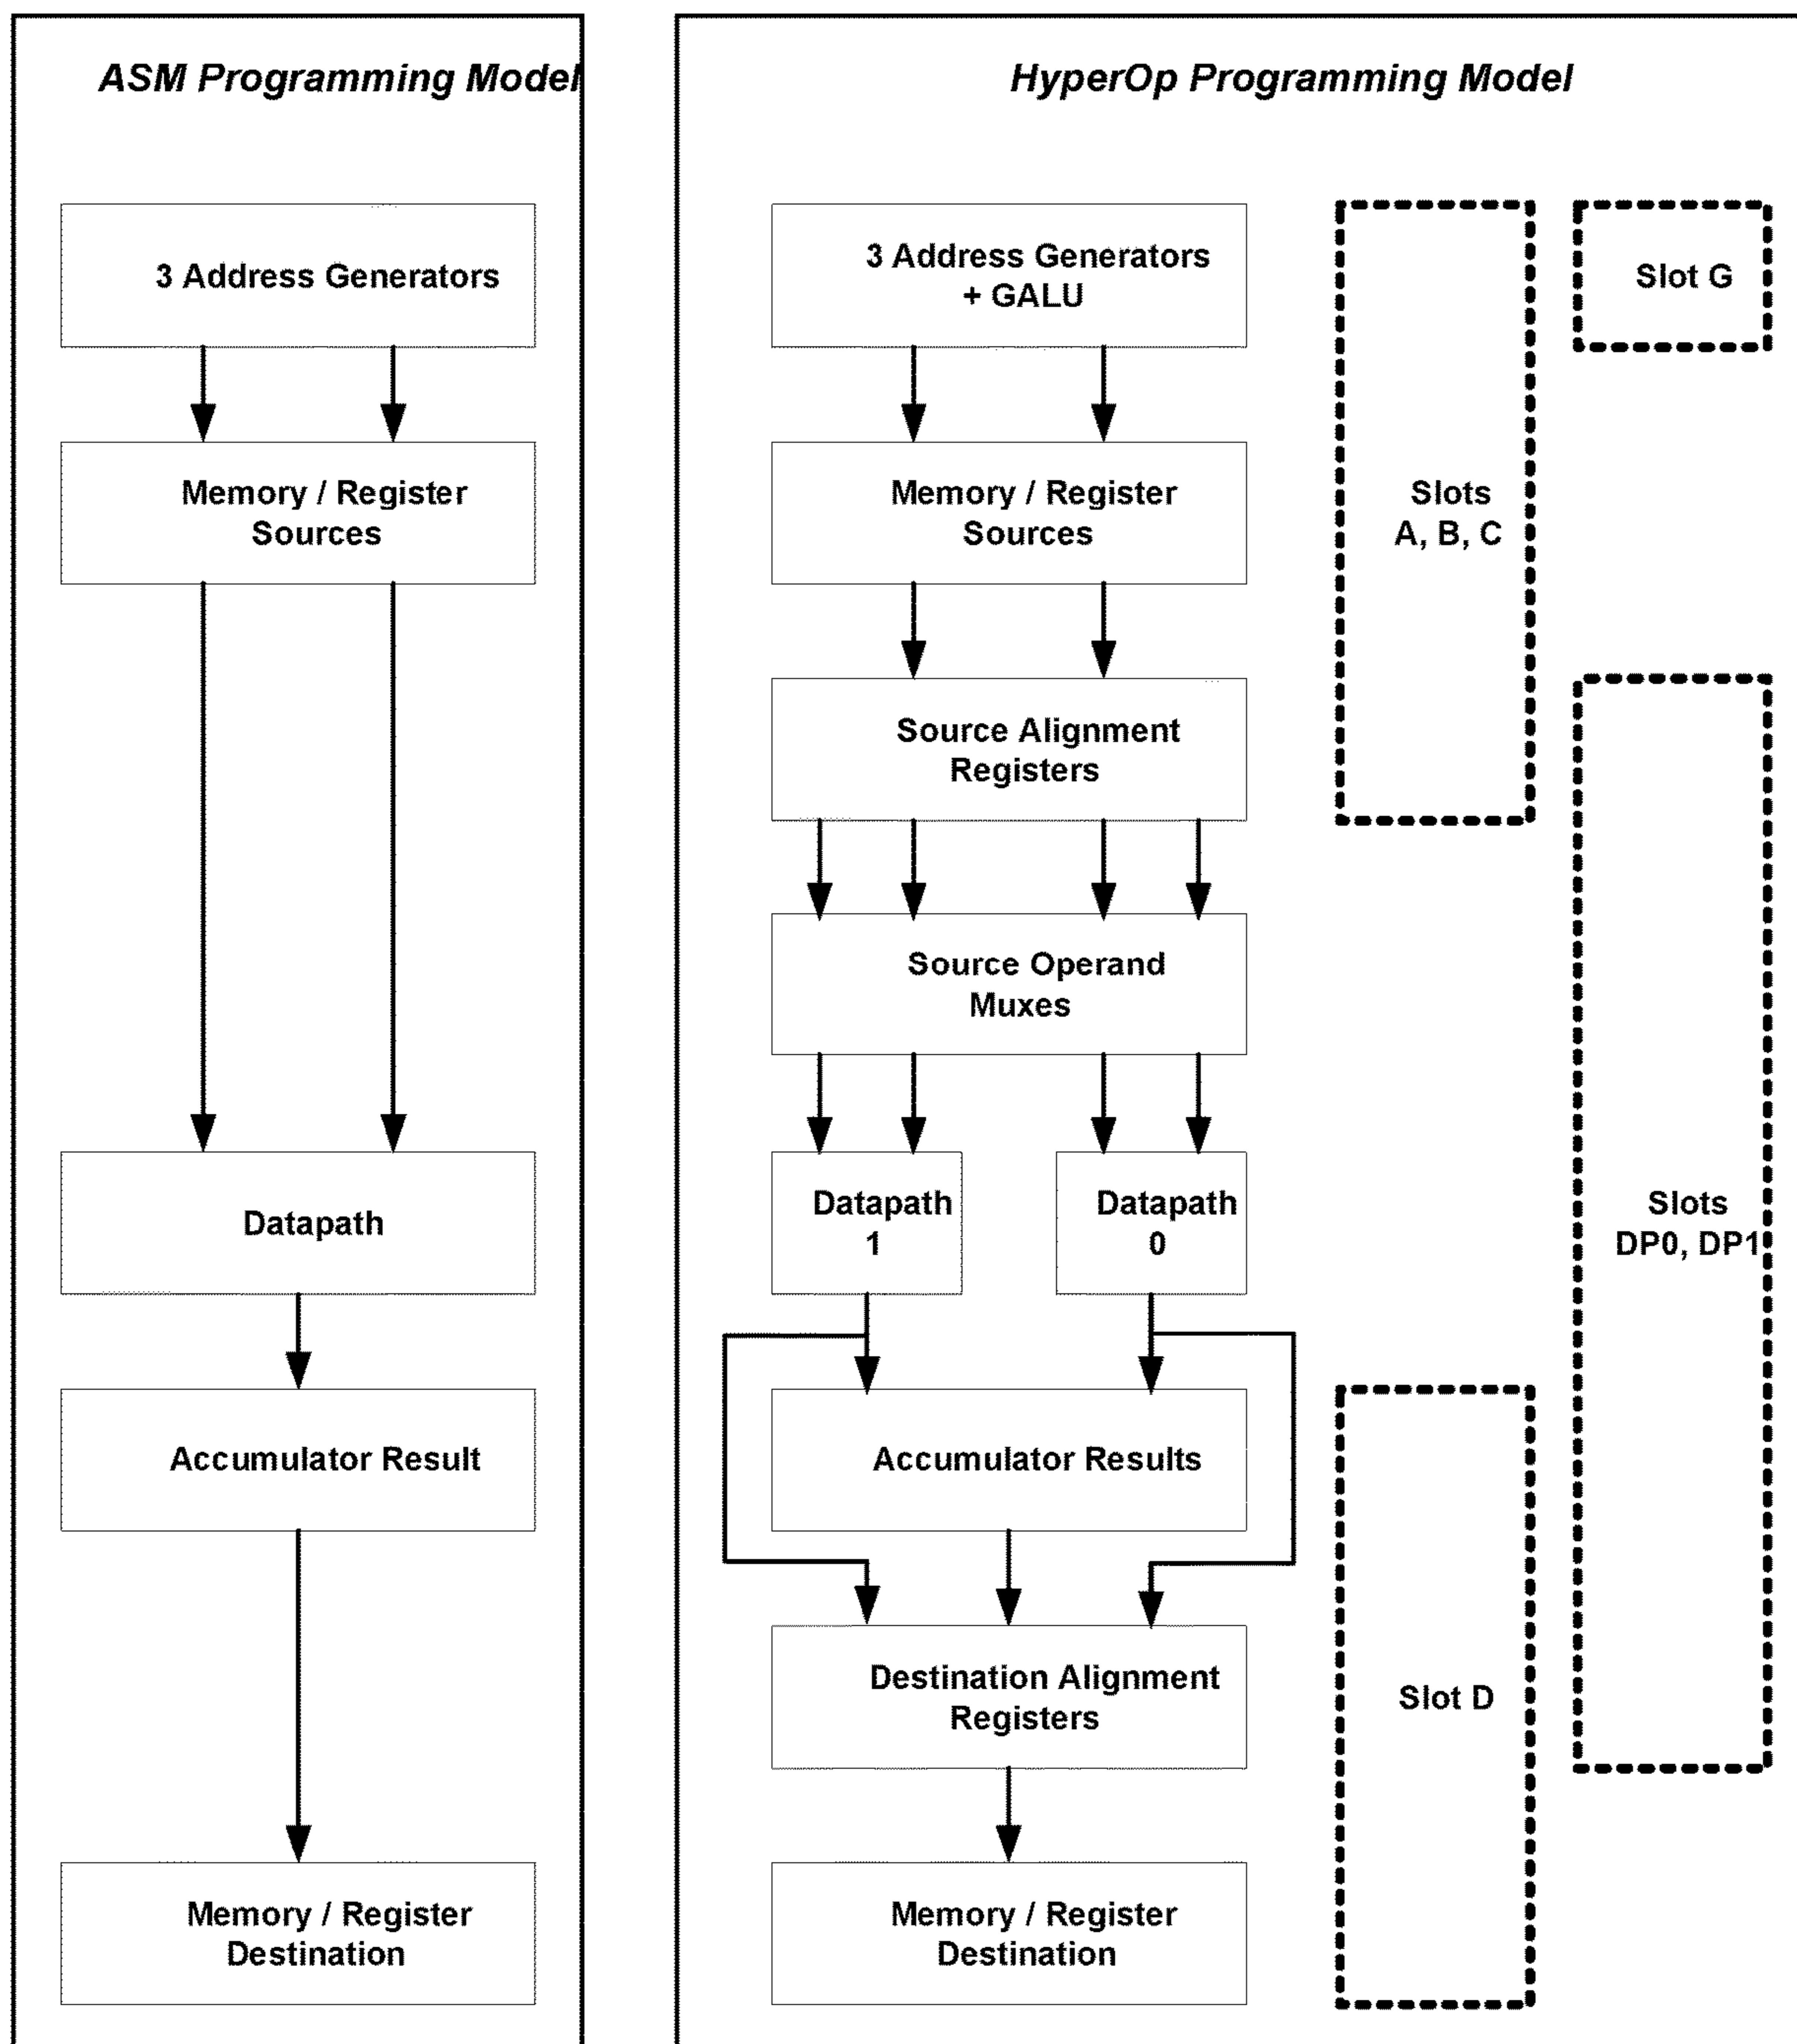 ASM Programming Model
3 Address Generators
Memory / Register
Sources
Datapath
Accumulator Result
Memory / Register
Destination
HyperOp Programming Model
3 Address Generators
+ GALU
Memory / Register
Sources
Source Alignment
Registers
Source Operand
Muxes
Datapath
1
Datapath
0
Accumulator Results
Destination Alignment
Registers
Memory / Register
Destination
Slots
A, B, C
Slot G
Slots
DP0, DP1
Slot D